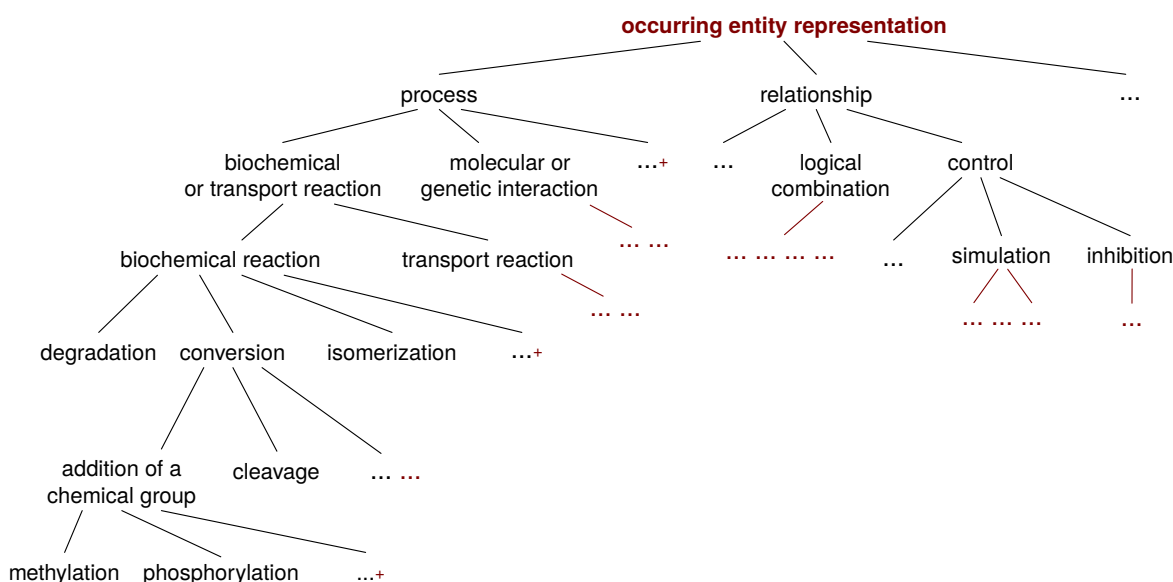 occurring entity representation
process
relationship
...
biochemical
or transport reaction
molecular or
genetic interaction
...+
...
logical
combination
control
... ...
... ... ... ...
biochemical reaction
transport reaction
...
simulation
inhibition
... ...
... ... ...
...
degradation
conversion
isomerization
...+
addition of a
chemical group
cleavage
... ...
methylation
phosphorylation
...+